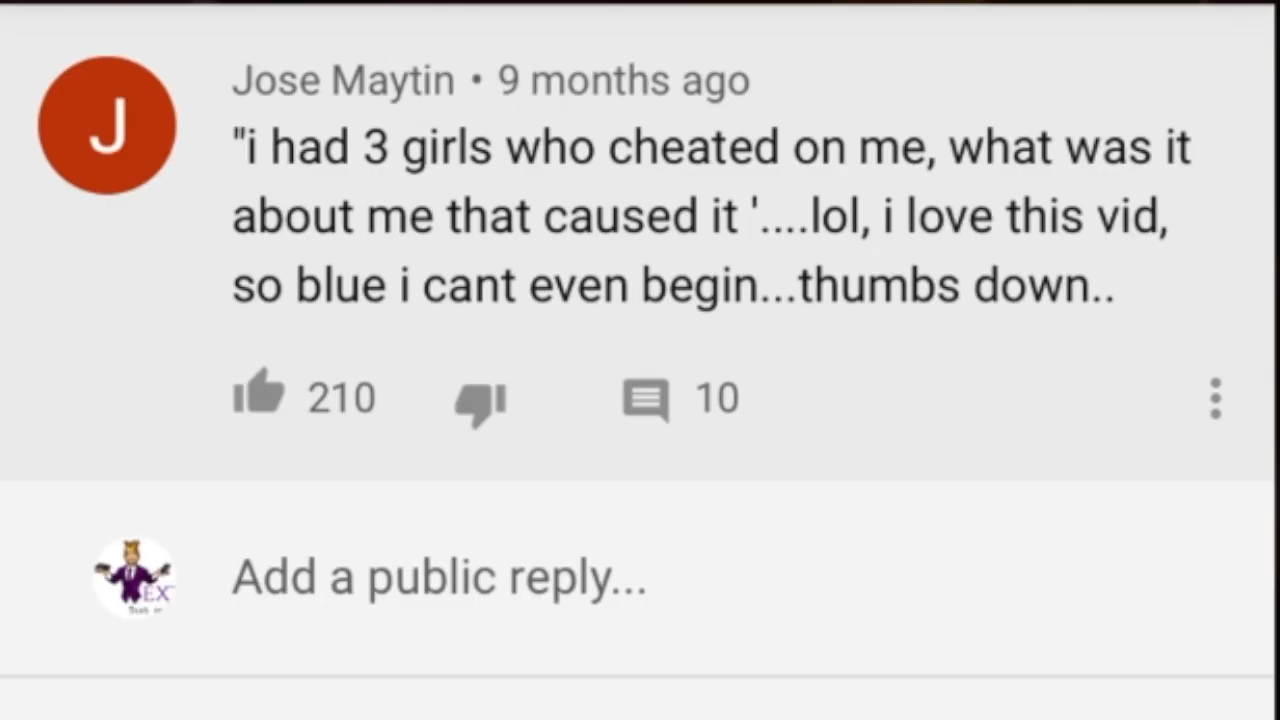 J
Jose Maytin • 9 months ago
"i had 3 girls who cheated on me, what was it
about me that caused it '....lol, i love this vid,
so blue i cant even begin...thumbs down..
210 10
EX
Add a public reply...